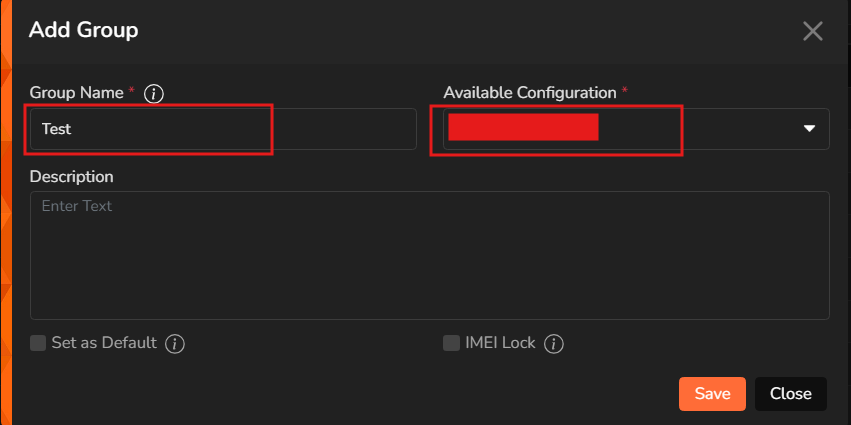 Add Group
Group Name * Available Configuration *
Test
Description
Enter Text
Set as Default IMEI Lock
Save Close